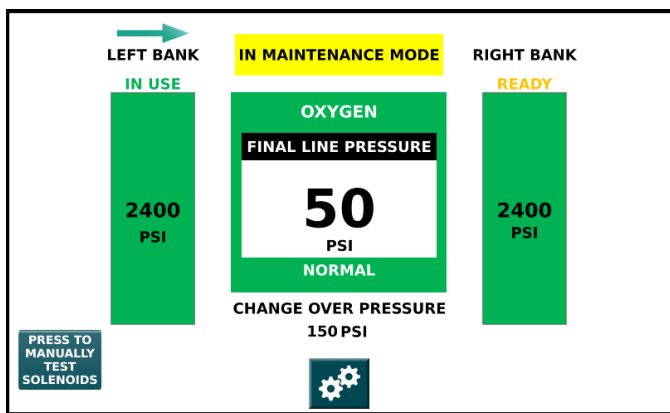 LEFT BANK
IN USE
2400
PSI
IN MAINTENANCE MODE
OXYGEN
FINAL LINE PRESSURE
50
PSI
NORMAL
CHANGE OVER PRESSURE
150 PSI
RIGHT BANK
READY
2400
PSI
PRESS TO
MANUALLY
TEST
SOLENOIDS